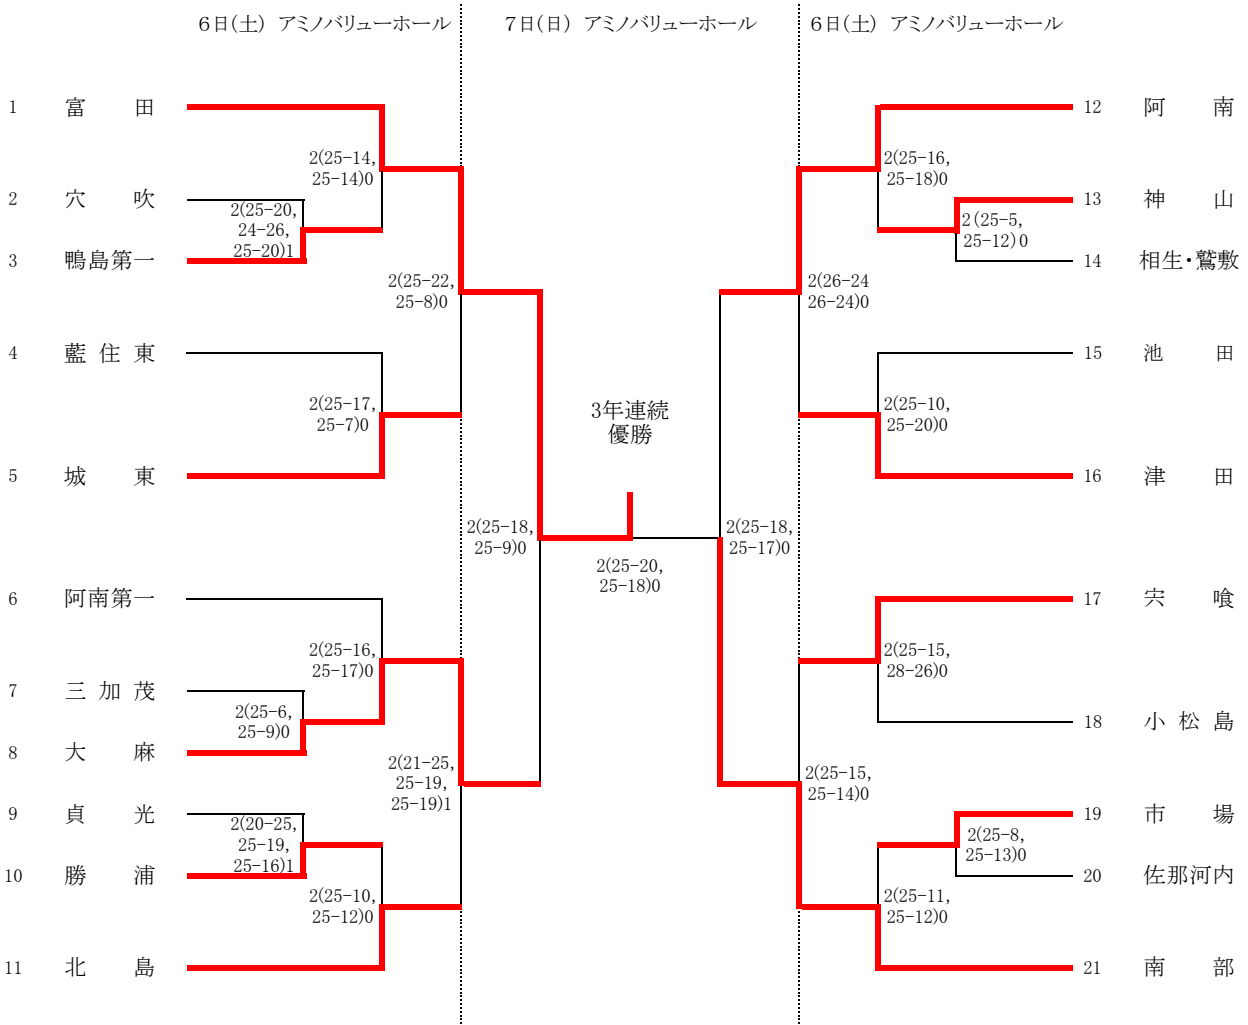 ６日(土)　アミノバリューホール
７日(日)　アミノバリューホール
６日(土)　アミノバリューホール
1 富田
2(25-14,
25-14)0
2 穴吹
2(25-20,
24-26,
25-20)1
3 鴨島第一
2(25-22,
25-8)0
4 藍住東
2(25-17,
25-7)0
5 城東
2(25-18,
25-9)0
6 阿南第一
2(25-16,
25-17)0
7 三加茂
2(25-6,
25-9)0
8 大麻
2(21-25,
25-19,
25-19)1
9 貞光
2(20-25,
25-19,
25-16)1
10 勝浦
2(25-10,
25-12)0
11 北島
3年連続
優勝
2(25-20,
25-18)0
12 阿南
2(25-16,
25-18)0
13 神山
2(25-5,
25-12)0
14 相生・鷲敷
2(26-24
26-24)0
15 池田
2(25-10,
25-20)0
16 津田
2(25-18,
25-17)0
17 宍喰
2(25-15,
28-26)0
18 小松島
2(25-15,
25-14)0
19 市場
2(25-8,
25-13)0
20 佐那河内
2(25-11,
25-12)0
21 南部